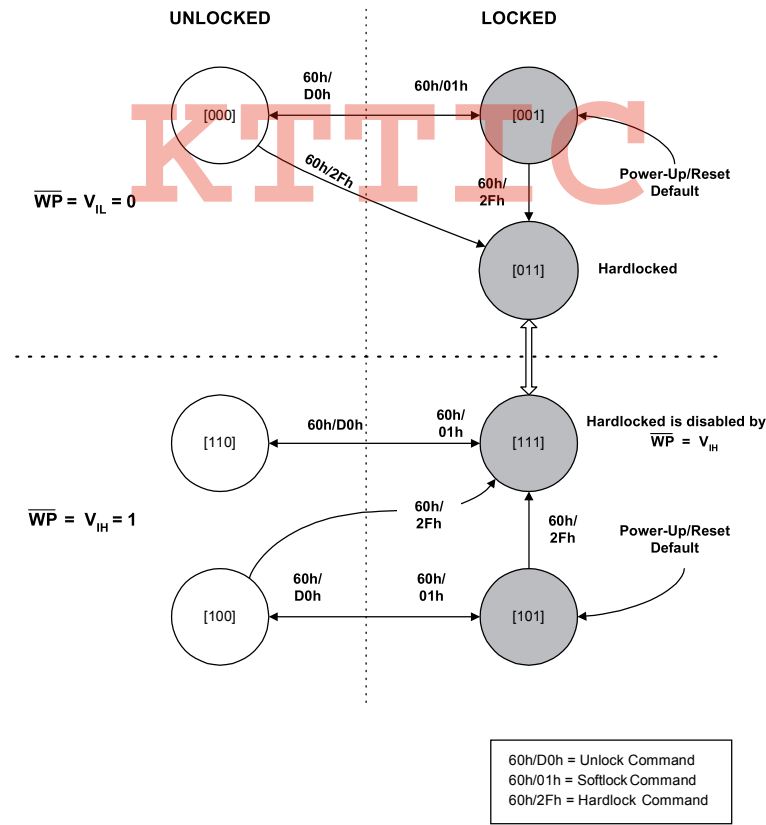 UNLOCKED
LOCKED
60h/
D0h
60h/01h
[000]
[001]
KTTIC
60h/2Fh
60h/
2Fh
Power-Up/Reset
Default
WP = VIL = 0
[011]
Hardlocked
60h/D0h
60h/
01h
[110]
[111]
Hardlocked is disabled by
WP = VIH
60h/
2Fh
60h/
2Fh
WP = VIH = 1
Power-Up/Reset
Default
60h/
D0h
60h/
01h
[100]
[101]
60h/D0h = Unlock Command
60h/01h = Softlock Command
60h/2Fh = Hardlock Command